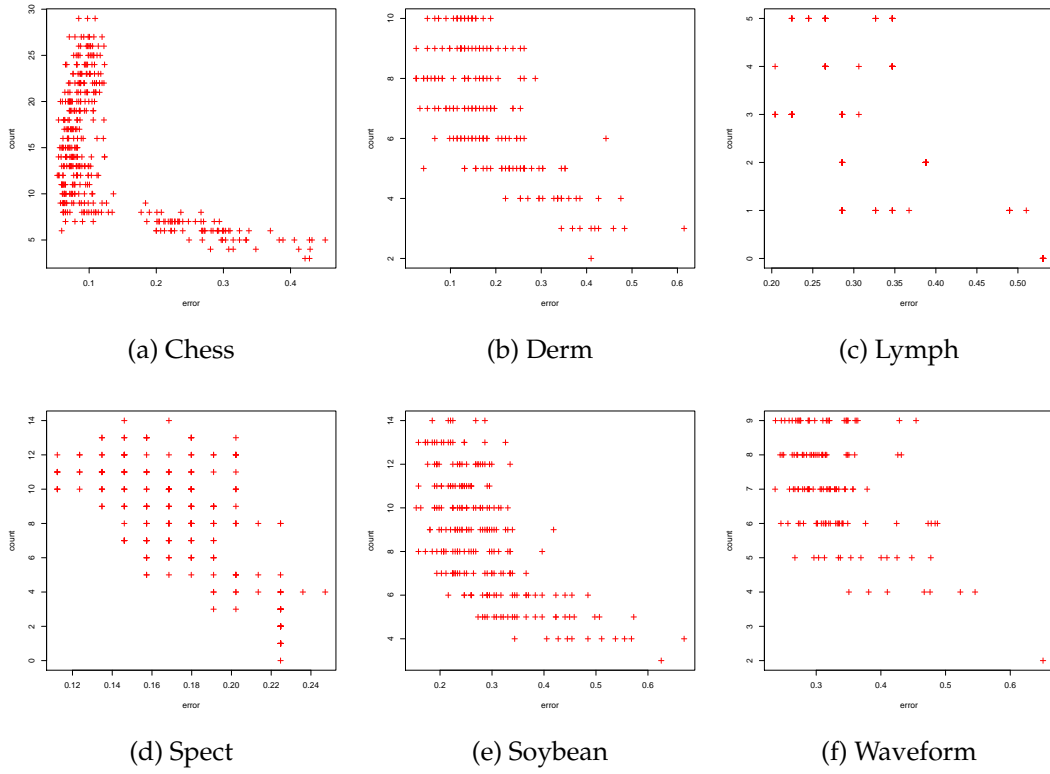 count
30
25
20
15
10
5
0.1 0.2 0.3 0.4
error
(a) Chess
count
10
8
6
4
2
0.0 0.1 0.2 0.3 0.4 0.5 0.6
error
(b) Derm
count
5
4
3
2
1
0
0.20 0.25 0.30 0.35 0.40 0.45 0.50
error
(c) Lymph
count
14
12
10
8
6
4
2
0
0.12 0.14 0.16 0.18 0.20 0.22 0.24
error
(d) Spect
count
14
12
10
8
6
4
0.2 0.3 0.4 0.5 0.6
error
(e) Soybean
count
9
8
7
6
5
4
3
2
0.3 0.4 0.5 0.6
error
(f) Waveform